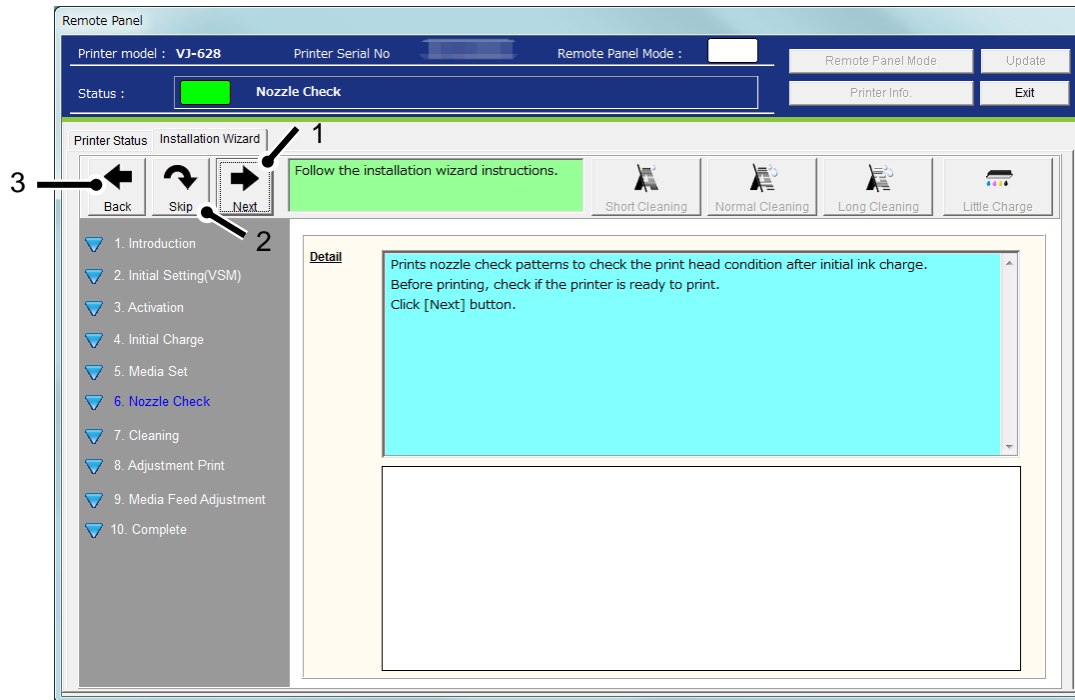 Remote Panel
Printer model : VJ-628 Printer Serial No Remote Panel Mode :
Remote Panel Mode Update
Status : Nozzle Check
Printer Info. Exit
Printer Status Installation Wizard
1
3
Back Skip Next
2
Follow the installation wizard instructions.
Short Cleaning Normal Cleaning Long Cleaning Little Charge
1. Introduction
2. Initial Setting(VSM)
3. Activation
4. Initial Charge
5. Media Set
6. Nozzle Check
7. Cleaning
8. Adjustment Print
9. Media Feed Adjustment
10. Complete
Detail
Prints nozzle check patterns to check the print head condition after initial ink charge.
Before printing, check if the printer is ready to print.
Click [Next] button.